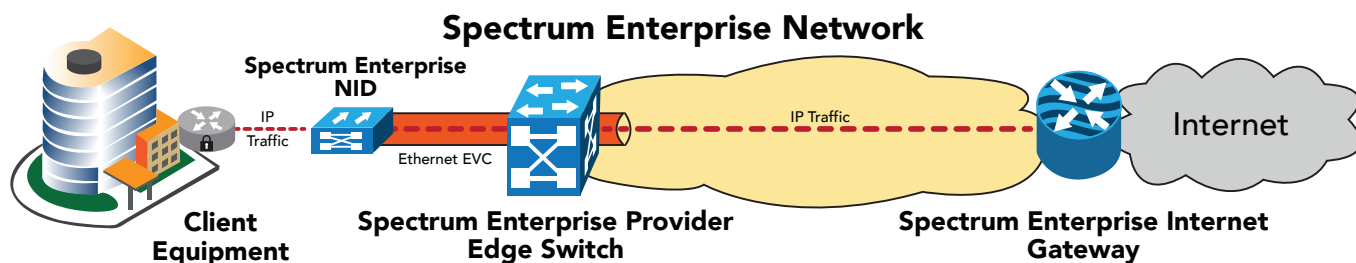 Spectrum Enterprise Network
Spectrum Enterprise
NID
IP
Traffic
Ethernet EVC
IP Traffic
Internet
Client
Equipment
Spectrum Enterprise Provider
Edge Switch
Spectrum Enterprise Internet
Gateway